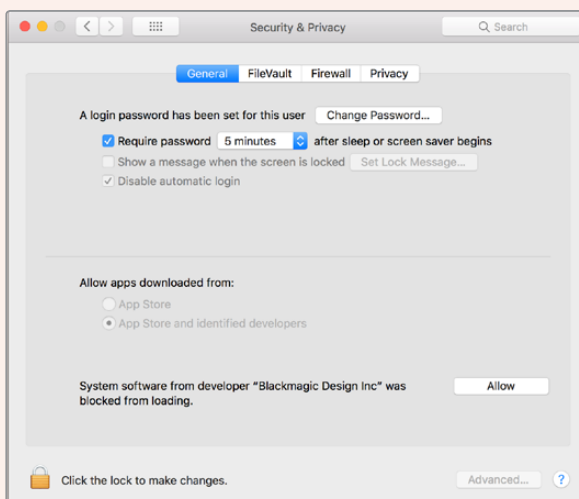 Security & Privacy
Search
General FileVault Firewall Privacy
A login password has been set for this user Change Password...
Require password 5 minutes after sleep or screen saver begins
Show a message when the screen is locked Set Lock Message...
Disable automatic login
Allow apps downloaded from:
App Store
App Store and identified developers
System software from developer “Blackmagic Design Inc” was Allow
blocked from loading.
Click the lock to make changes. Advanced... ?